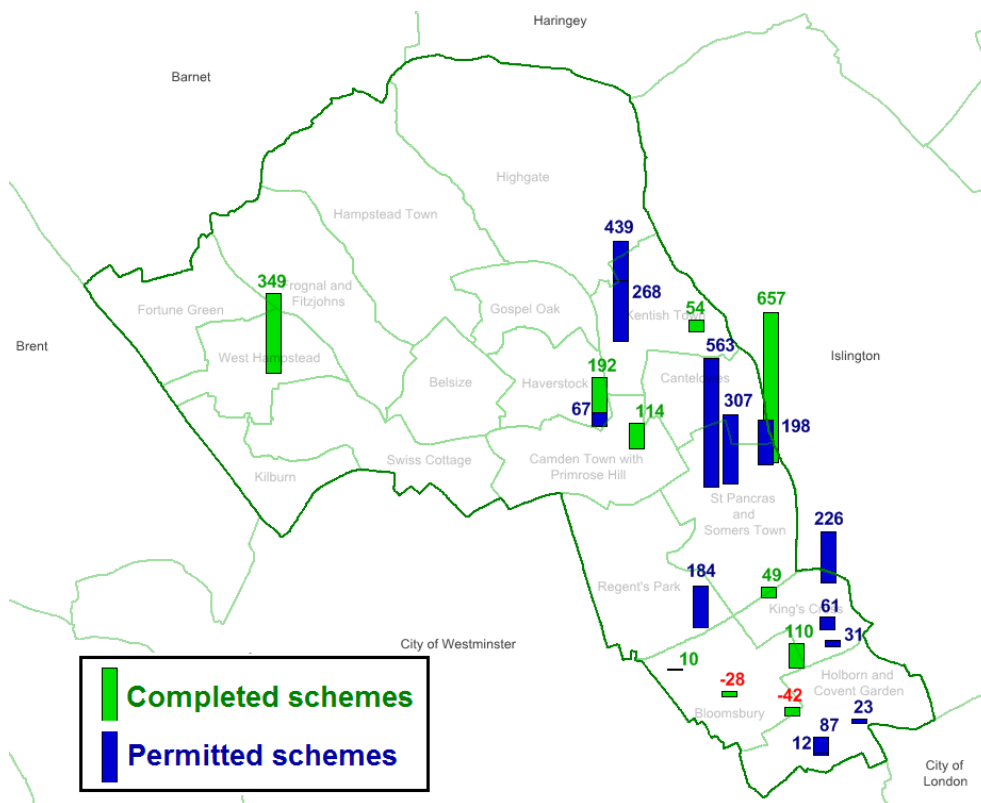 Haringey
Barnet
Highgate
Hampstead Town
439
349
Frognal and
Fitzjohns
268
657
Fortune Green
Gospel Oak
54
Kentish Town
Brent
563
Islington
West Hampstead
192
Belsize
Haverstock
Cantelowes
67
114
307
198
Swiss Cottage
Camden Town with
Primrose Hill
Kilburn
St Pancras
and
Somers Town
226
184
49
Regent's Park
King's Cross
61
City of Westminster
110
31
10
Holborn and
Covent Garden
-28
-42
Bloomsbury
23
87
12
City of
London
Completed schemes
Permitted schemes